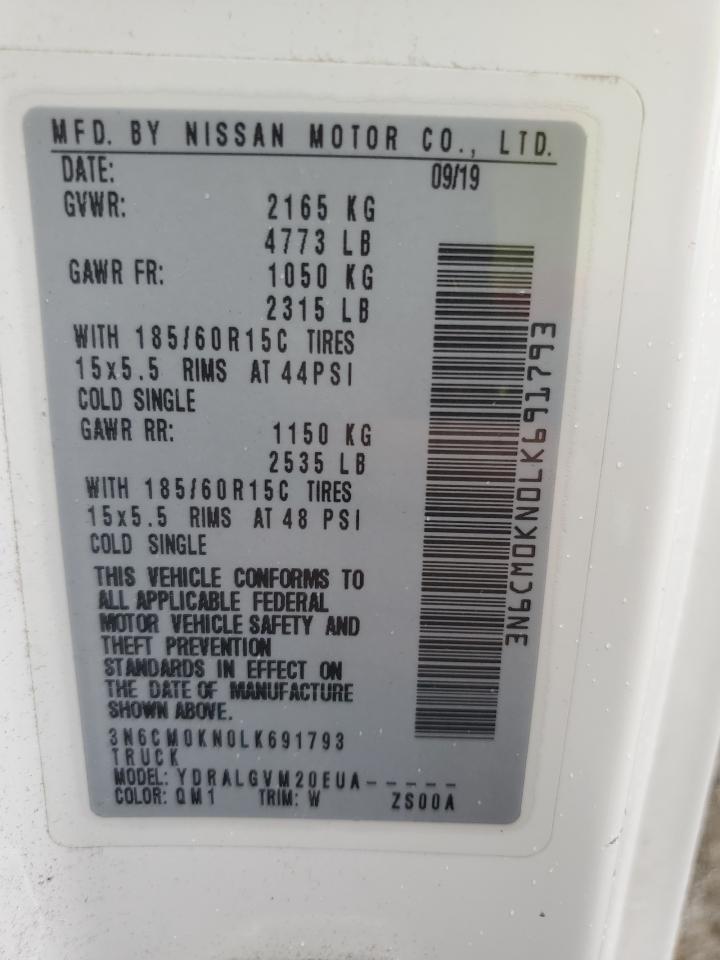 MFD. BY NISSAN MOTOR CO., LTD.
DATE: 09/19
GVWR: 2165 KG
4773 LB
GAWR FR: 1050 KG
2315 LB
WITH 185/60R15C TIRES
15x5.5 RIMS AT 44PSI
COLD SINGLE
GAWR RR: 1150 KG
2535 LB
WITH 185/60R15C TIRES
15x5.5 RIMS AT 48 PSI
COLD SINGLE
THIS VEHICLE CONFORMS TO
ALL APPLICABLE FEDERAL
MOTOR VEHICLE SAFETY AND
THEFT PREVENTION
STANDARDS IN EFFECT ON
THE DATE OF MANUFACTURE
SHOWN ABOVE.
3N6CM0KN0LK691793
TRUCK
MODEL: YDRALGVM20EUA-----
COLOR: QM1 TRIM: W ZS00A
3N6CM0KN0LK691793